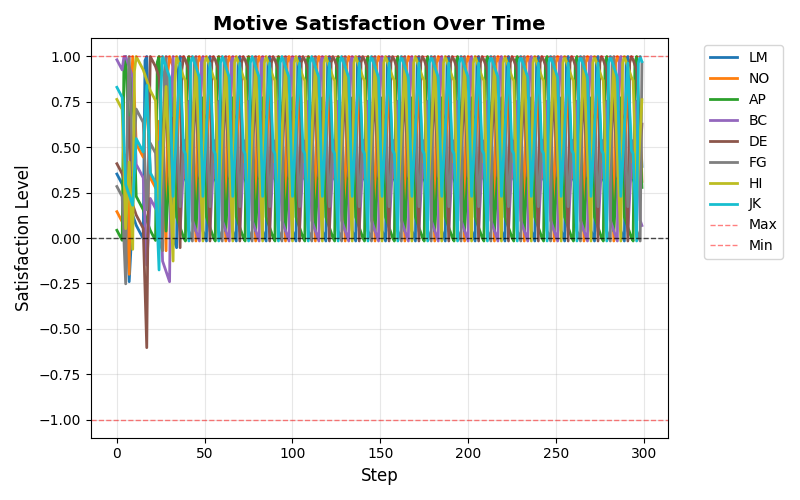 Motive Satisfaction Over Time
1.00
0.75
0.50
0.25
0.00
−0.25
−0.50
−0.75
−1.00
Satisfaction Level
0
50
100
150
200
250
300
Step
LM
NO
AP
BC
DE
FG
HI
JK
Max
Min